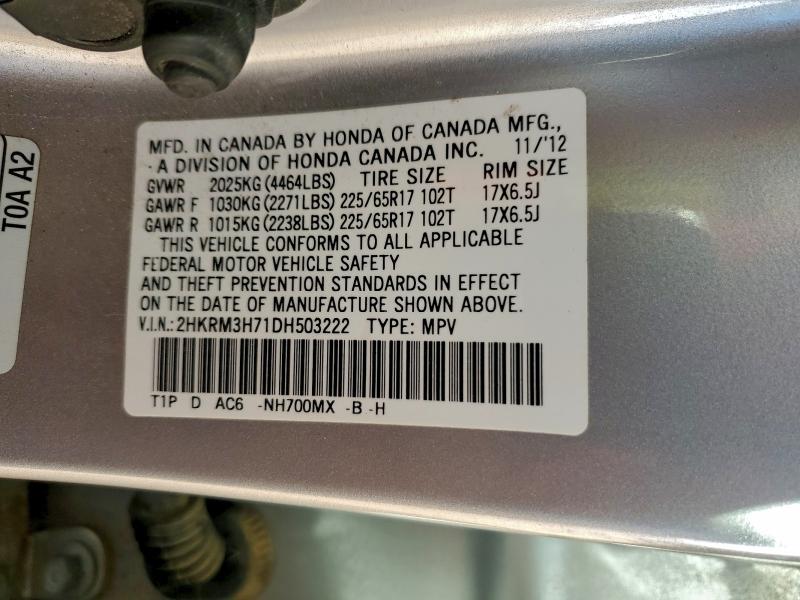 MFD. IN CANADA BY HONDA OF CANADA MFG.,
A DIVISION OF HONDA CANADA INC. 11/'12
GVWR 2025KG (4464LBS) TIRE SIZE RIM SIZE
GAWR F 1030KG (2271LBS) 225/65R17 102T 17X6.5J
GAWR R 1015KG (2238LBS) 225/65R17 102T 17X6.5J
THIS VEHICLE CONFORMS TO ALL APPLICABLE
FEDERAL MOTOR VEHICLE SAFETY
AND THEFT PREVENTION STANDARDS IN EFFECT
ON THE DATE OF MANUFACTURE SHOWN ABOVE.
V.I.N.: 2HKRM3H71DH503222 TYPE: MPV
T1P D AC6 -NH700MX -B -H
T0A A2